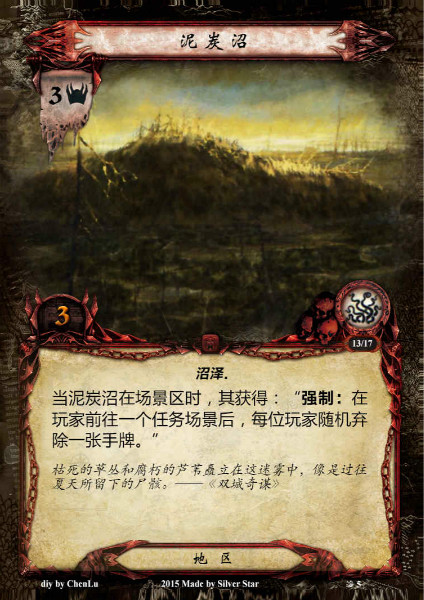 泥炭沼
3
3
13/17
沼泽.
当泥炭沼在场景区时，其获得：“强制：在
玩家前往一个任务场景后，每位玩家随机弃
除一张手牌。“
枯死的草丛和腐朽的芦苇矗立在这迷雾中，像是过往
夏天所留下的尸骸。——《双城奇谋》
地区
diy by ChenLu 2015 Made by Silver Star